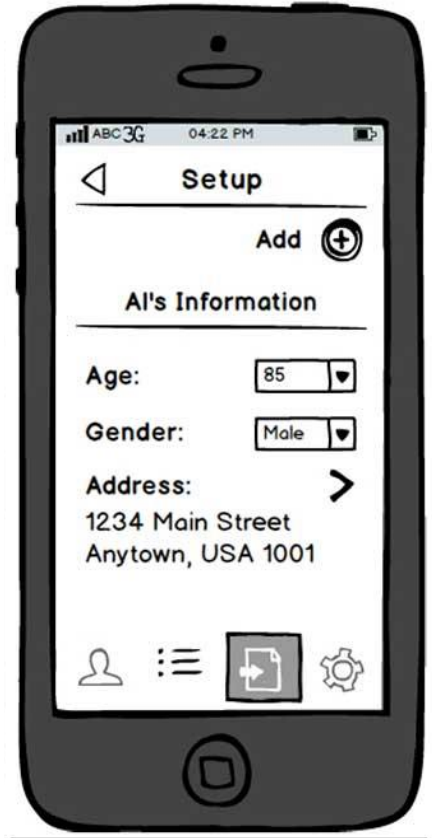 ABC 3G 04:22 PM
Setup
Add
Al's Information
Age: 85
Gender: Male
Address:
1234 Main Street
Anytown, USA 1001